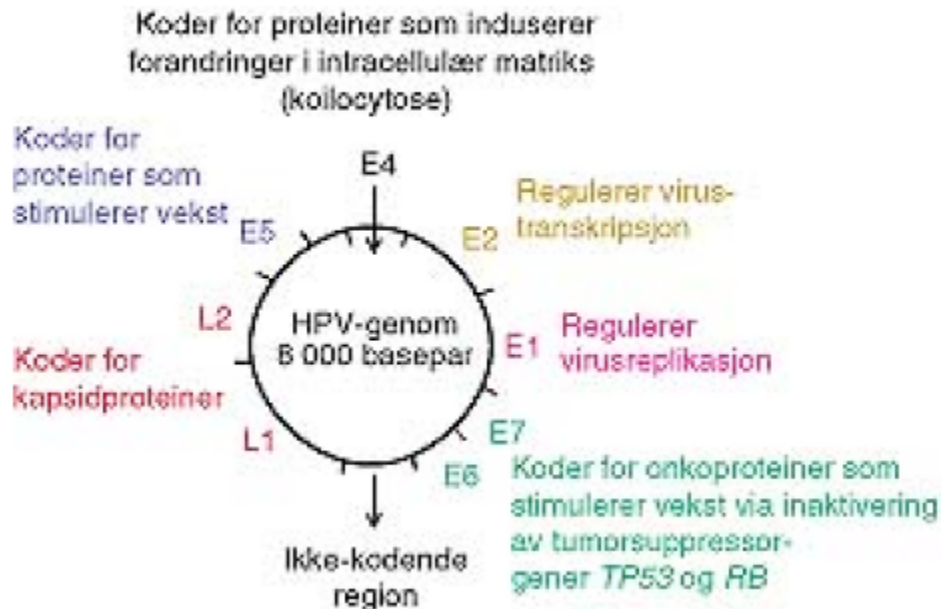 Koder for proteiner som induserer
forandringer i intracellulær matriks
(koilocytose)
E4
Koder for
proteiner som
stimulerer vekst
E5
E2
Regulerer virus-
transkripsjon
L2
HPV-genom
8 000 basepar
E1
Regulerer
virusreplikasjon
Koder for
kapsidproteiner
L1
E7
E6
Koder for onkoproteiner som
stimulerer vekst via inaktivering
av tumorsuppressor-
gener TP53 og RB
Ikke-kodende
region